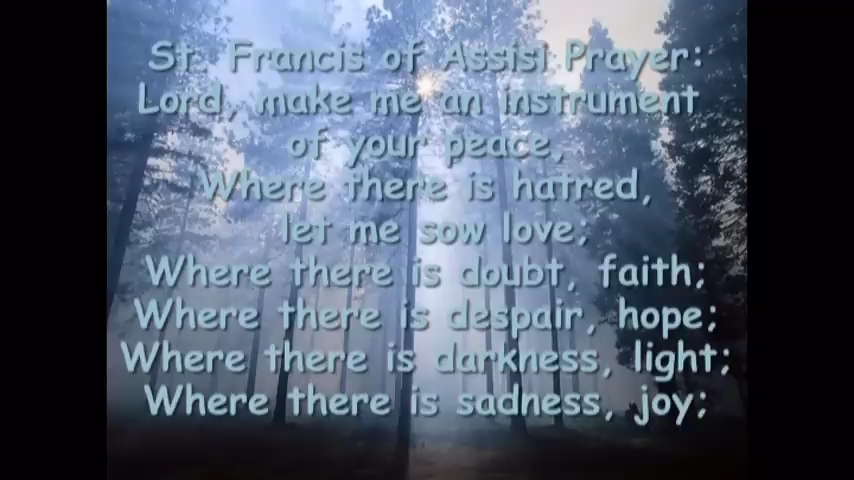 St. Francis of Assisi Prayer:
Lord, make me an instrument
of your peace,
Where there is hatred,
let me sow love;
Where there is doubt, faith;
Where there is despair, hope;
Where there is darkness, light;
Where there is sadness, joy;